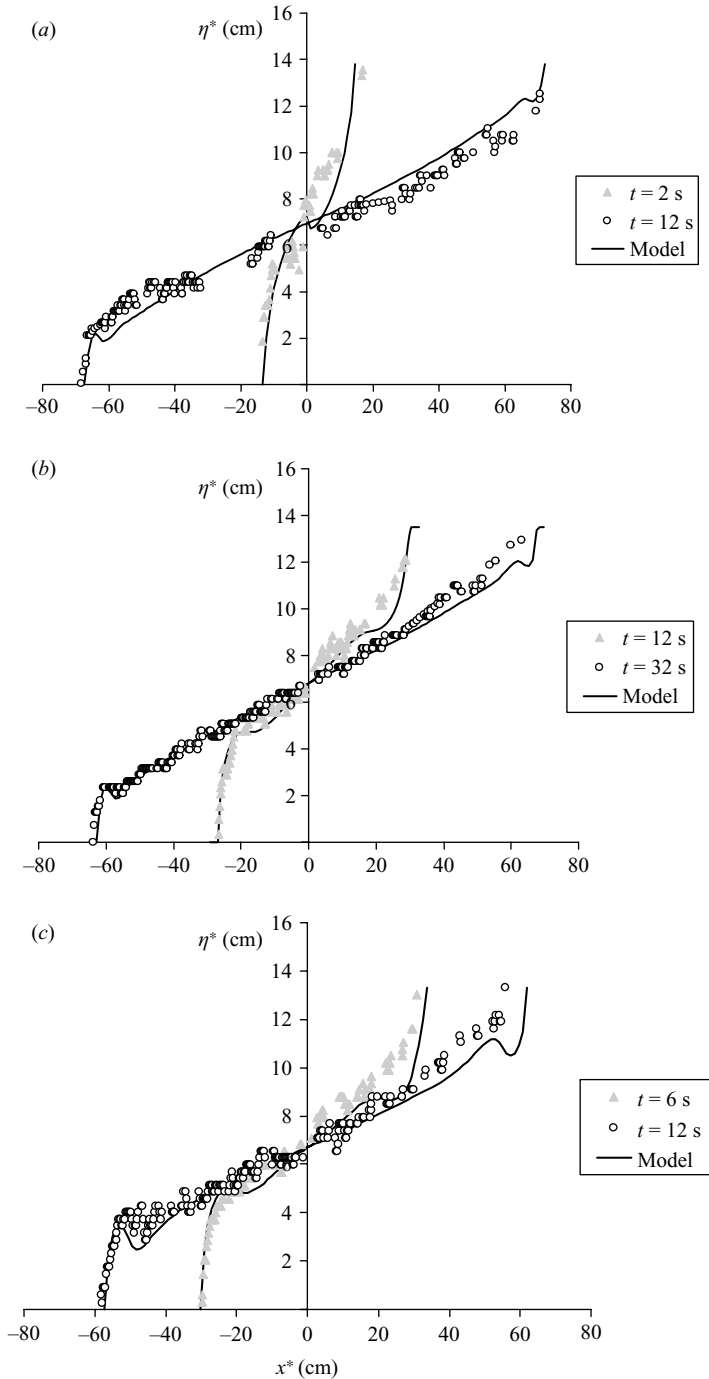 (a)
η* (cm)
16
14
12
10
8
6
4
2
–80 –60 –40 –20 0 20 40 60 80
t = 2 s
t = 12 s
Model
(b)
η* (cm)
16
14
12
10
8
6
4
2
–80 –60 –40 –20 0 20 40 60 80
t = 12 s
t = 32 s
Model
(c)
η* (cm)
16
14
12
10
8
6
4
2
–80 –60 –40 –20 0 20 40 60 80
x* (cm)
t = 6 s
t = 12 s
Model